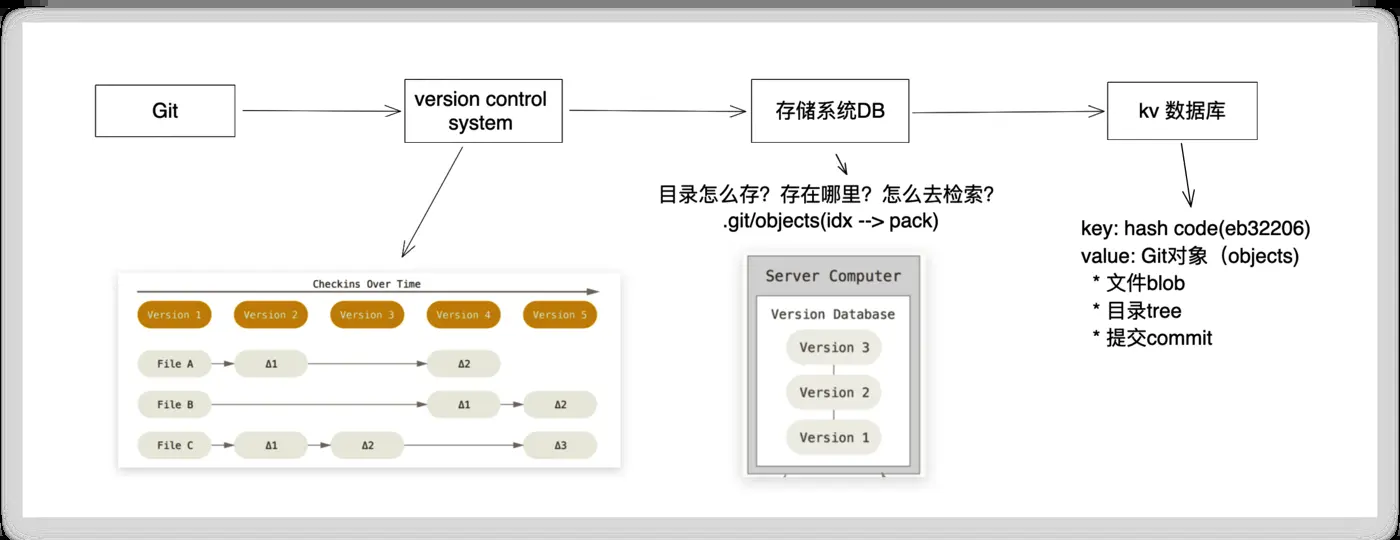 Git
version control
system
存储系统DB
kv 数据库
目录怎么存？存在哪里？怎么去检索？
.git/objects(idx --> pack)
key: hash code(eb32206)
value: Git对象（objects)
* 文件blob
* 目录tree
* 提交commit
Checkins Over Time
Version 1 Version 2 Version 3 Version 4 Version 5
File A Δ1 Δ2
File B Δ1 Δ2
File C Δ1 Δ2 Δ3
Server Computer
Version Database
Version 3
Version 2
Version 1